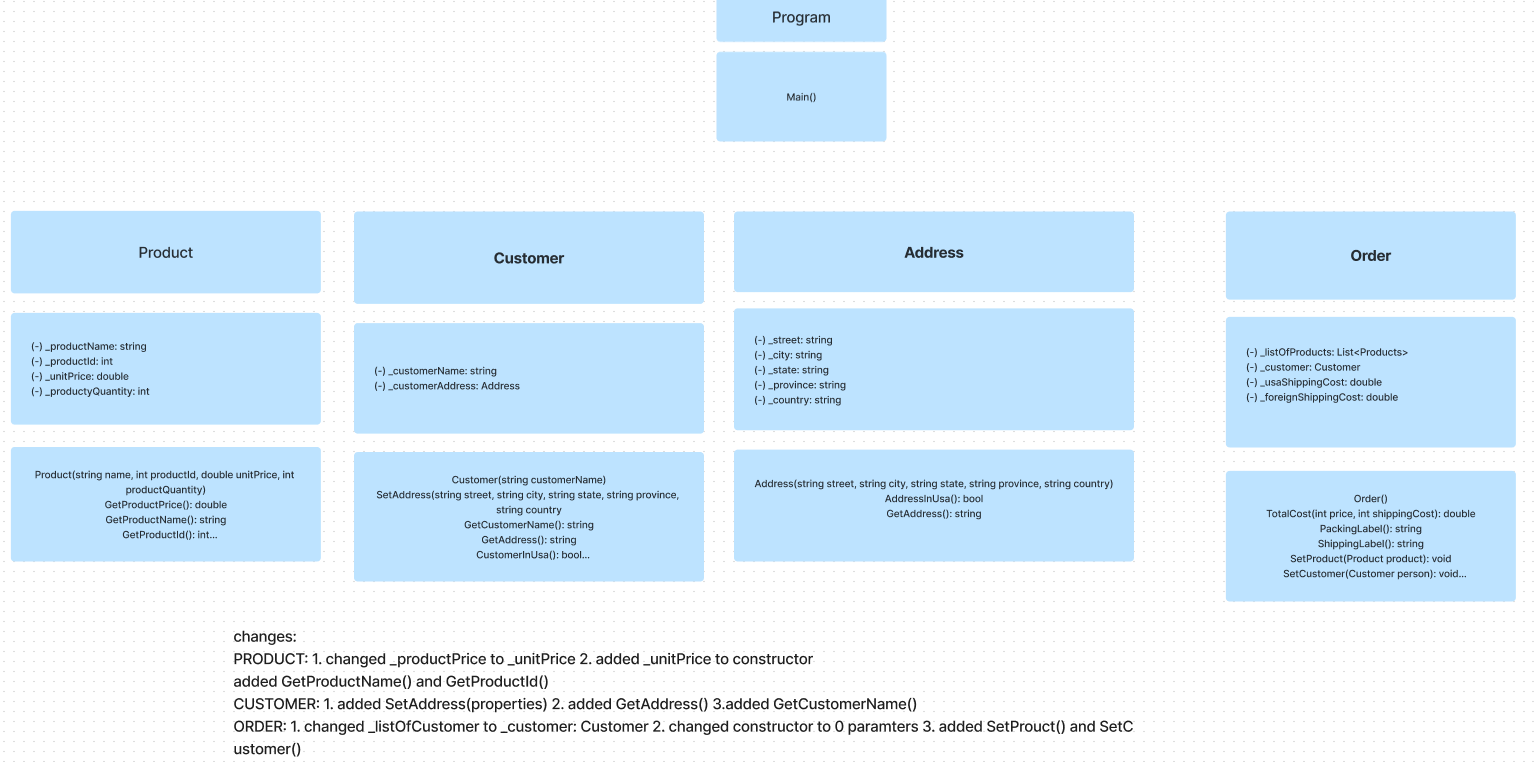 Program
Main()
Product
(-) _productName: string
(-) _productId: int
(-) _unitPrice: double
(-) _productyQuantity: int
Product(string name, int productId, double unitPrice, int
productQuantity)
GetProductPrice(): double
GetProductName(): string
GetProductId(): int...
Customer
(-) _customerName: string
(-) _customerAddress: Address
Customer(string customerName)
SetAddress(string street, string city, string state, string province,
string country
GetCustomerName(): string
GetAddress(): string
CustomerInUsa(): bool...
Address
(-) _street: string
(-) _city: string
(-) _state: string
(-) _province: string
(-) _country: string
Address(string street, string city, string state, string province, string country)
AddressInUsa(): bool
GetAddress(): string
Order
(-) _listOfProducts: List<Products>
(-) _customer: Customer
(-) _usaShippingCost: double
(-) _foreignShippingCost: double
Order()
TotalCost(int price, int shippingCost): double
PackingLabel(): string
ShippingLabel(): string
SetProduct(Product product): void
SetCustomer(Customer person): void...
changes:
PRODUCT: 1. changed _productPrice to _unitPrice 2. added _unitPrice to constructor
added GetProductName() and GetProductId()
CUSTOMER: 1. added SetAddress(properties) 2. added GetAddress() 3.added GetCustomerName()
ORDER: 1. changed _listOfCustomer to _customer: Customer 2. changed constructor to 0 paramters 3. added SetProuct() and SetC
ustomer()